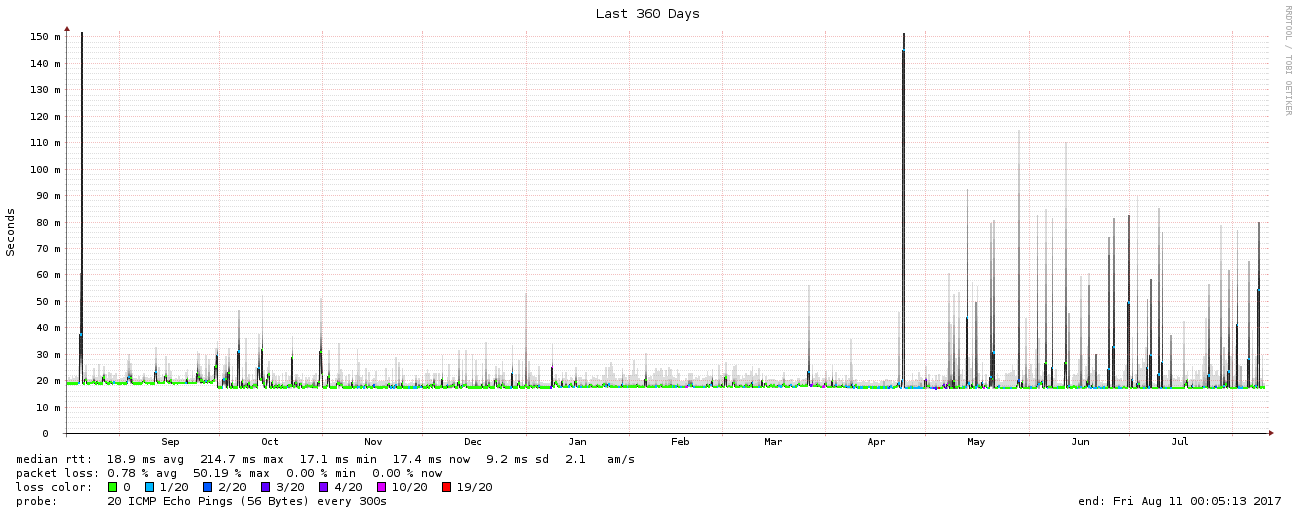 Last 360 Days
RRDTOOL / TOBI OETIKER
Seconds
150 m
140 m
130 m
120 m
110 m
100 m
90 m
80 m
70 m
60 m
50 m
40 m
30 m
20 m
10 m
0
Sep Oct Nov Dec Jan Feb Mar Apr May Jun Jul
median rtt: 18.9 ms avg 214.7 ms max 17.1 ms min 17.4 ms now 9.2 ms sd 2.1 am/s
packet loss: 0.78 % avg 50.19 % max 0.00 % min 0.00 % now
loss color: 0 1/20 2/20 3/20 4/20 10/20 19/20
probe: 20 ICMP Echo Pings (56 Bytes) every 300s end: Fri Aug 11 00:05:13 2017